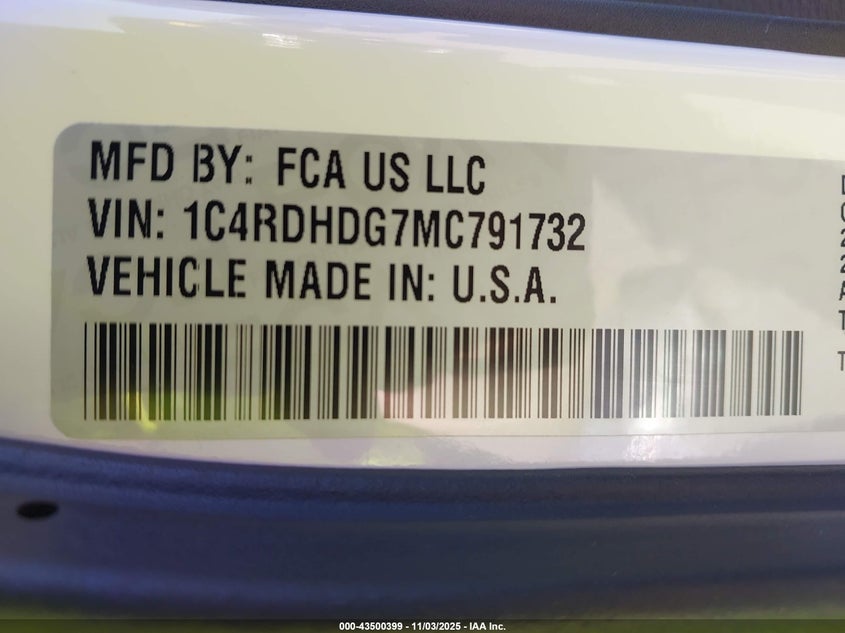 MFD BY: FCA US LLC
VIN: 1C4RDHDG7MC791732
VEHICLE MADE IN: U.S.A.
000-43500399 - 11/03/2025 - IAA Inc.